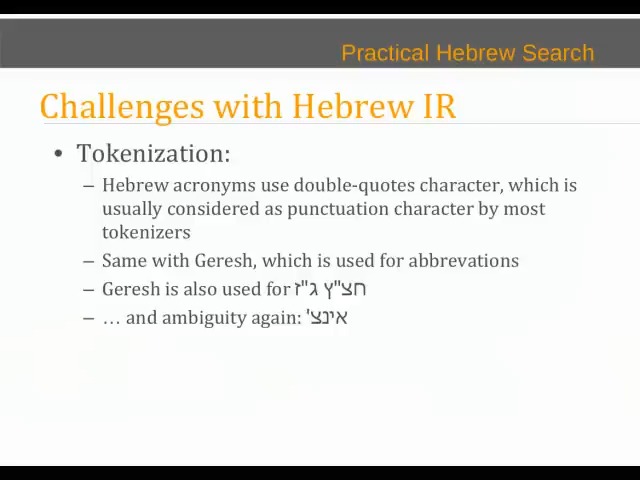 Practical Hebrew Search
Challenges with Hebrew IR
• Tokenization:
– Hebrew acronyms use double-quotes character, which is
usually considered as punctuation character by most
tokenizers
– Same with Geresh, which is used for abbrevations
– Geresh is also used for חצ"ץ ג"ז
– … and ambiguity again: אינצ'